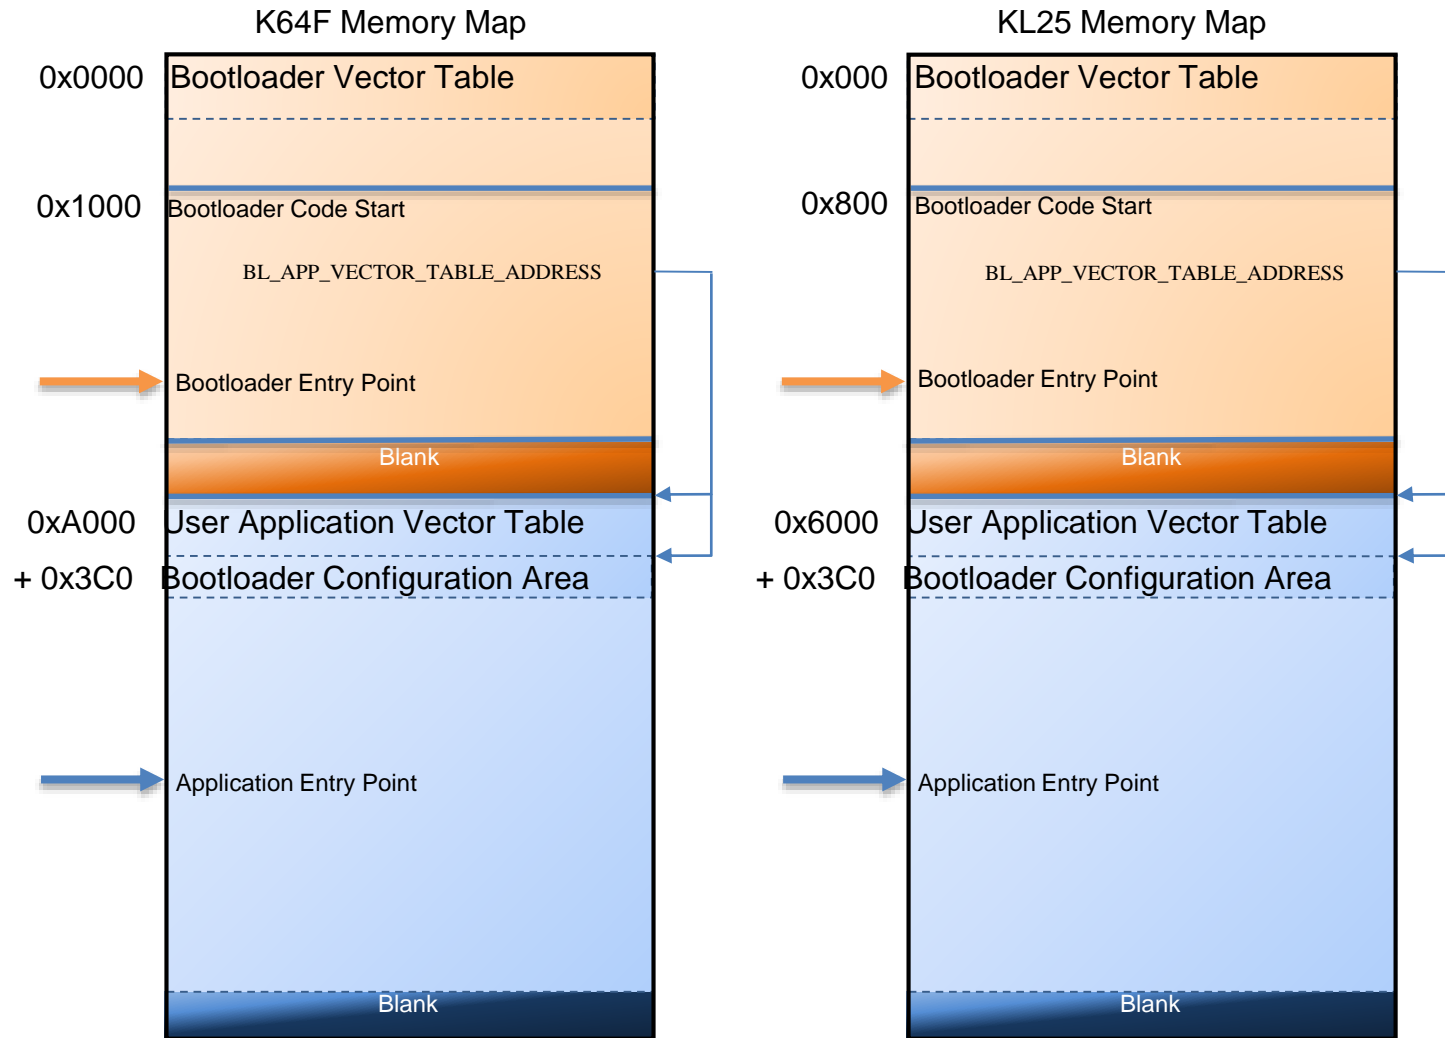 K64F Memory Map
0x0000 Bootloader Vector Table
0x1000 Bootloader Code Start
BL_APP_VECTOR_TABLE_ADDRESS
Bootloader Entry Point
Blank
0xA000 User Application Vector Table
+ 0x3C0 Bootloader Configuration Area
Application Entry Point
Blank
KL25 Memory Map
0x000 Bootloader Vector Table
0x800 Bootloader Code Start
BL_APP_VECTOR_TABLE_ADDRESS
Bootloader Entry Point
Blank
0x6000 User Application Vector Table
+ 0x3C0 Bootloader Configuration Area
Application Entry Point
Blank